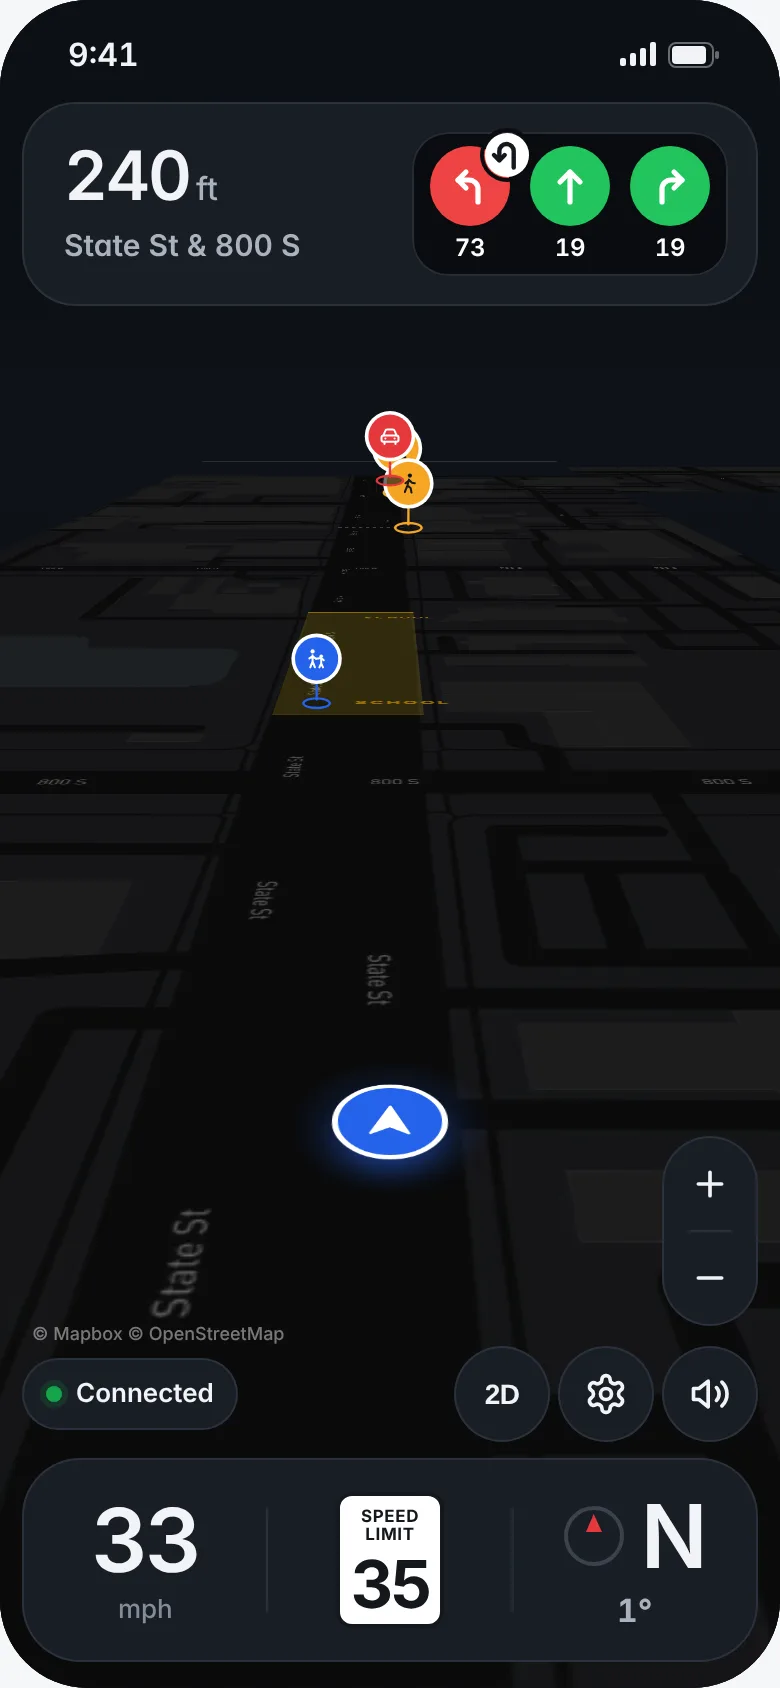 9:41
240 ft
State St & 800 S
73 19 19
SCHOOL
800 S 800 S 800 S
State St
State St
State St
State St
© Mapbox © OpenStreetMap
Connected
2D
33
mph
SPEED
LIMIT
35
N
1°